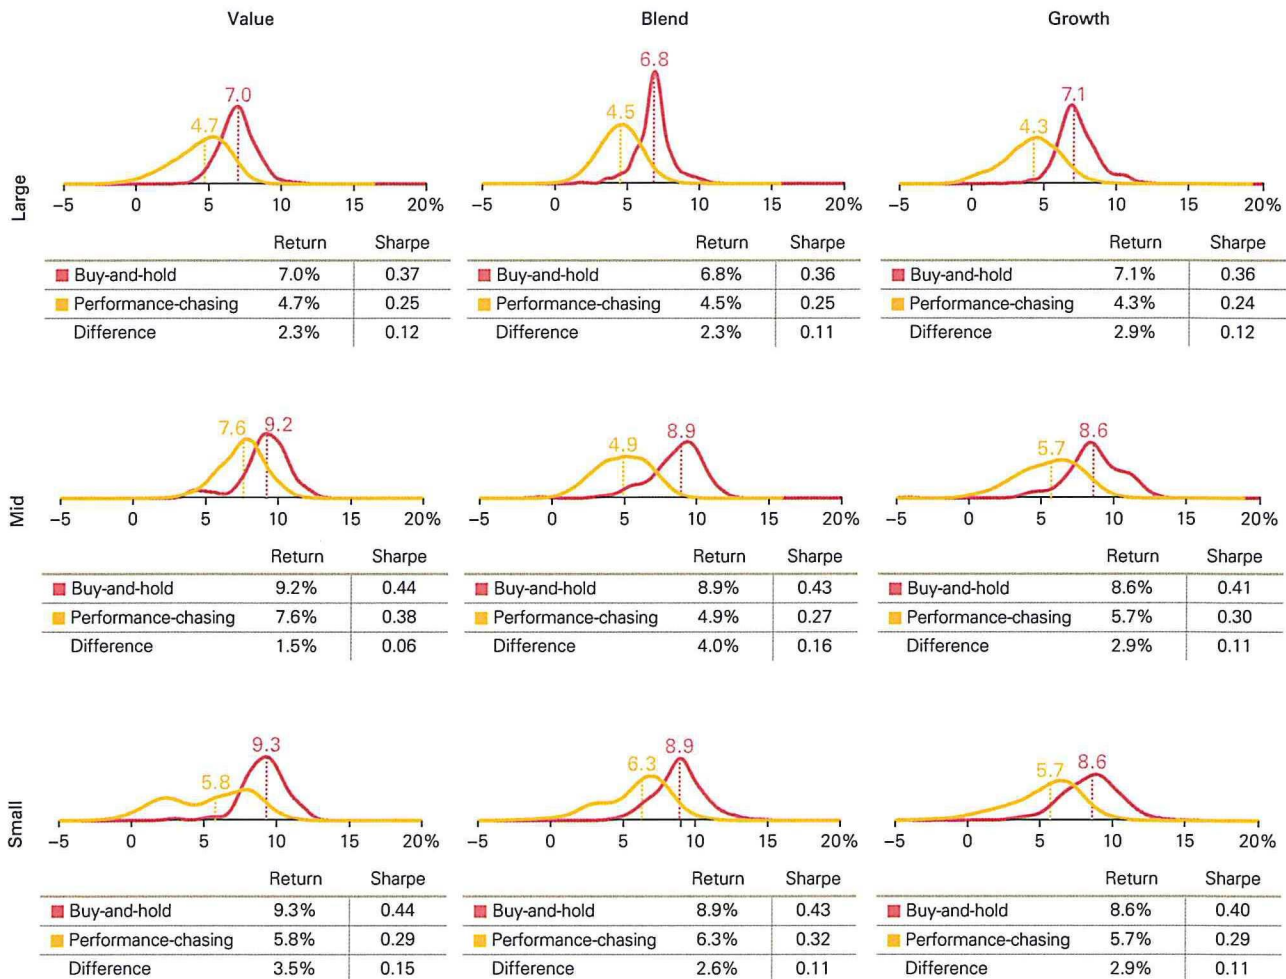 Value Blend Growth
Large
7.0
4.7
–5 0 5 10 15 20%
Return Sharpe
Buy-and-hold 7.0% 0.37
Performance-chasing 4.7% 0.25
Difference 2.3% 0.12
6.8
4.5
–5 0 5 10 15 20%
Return Sharpe
Buy-and-hold 6.8% 0.36
Performance-chasing 4.5% 0.25
Difference 2.3% 0.11
7.1
4.3
–5 0 5 10 15 20%
Return Sharpe
Buy-and-hold 7.1% 0.36
Performance-chasing 4.3% 0.24
Difference 2.9% 0.12
Mid
7.6 9.2
–5 0 5 10 15 20%
Return Sharpe
Buy-and-hold 9.2% 0.44
Performance-chasing 7.6% 0.38
Difference 1.5% 0.06
4.9 8.9
–5 0 5 10 15 20%
Return Sharpe
Buy-and-hold 8.9% 0.43
Performance-chasing 4.9% 0.27
Difference 4.0% 0.16
5.7 8.6
–5 0 5 10 15 20%
Return Sharpe
Buy-and-hold 8.6% 0.41
Performance-chasing 5.7% 0.30
Difference 2.9% 0.11
Small
9.3
5.8
–5 0 5 10 15 20%
Return Sharpe
Buy-and-hold 9.3% 0.44
Performance-chasing 5.8% 0.29
Difference 3.5% 0.15
8.9
6.3
–5 0 5 10 15 20%
Return Sharpe
Buy-and-hold 8.9% 0.43
Performance-chasing 6.3% 0.32
Difference 2.6% 0.11
5.7 8.6
–5 0 5 10 15 20%
Return Sharpe
Buy-and-hold 8.6% 0.40
Performance-chasing 5.7% 0.29
Difference 2.9% 0.11